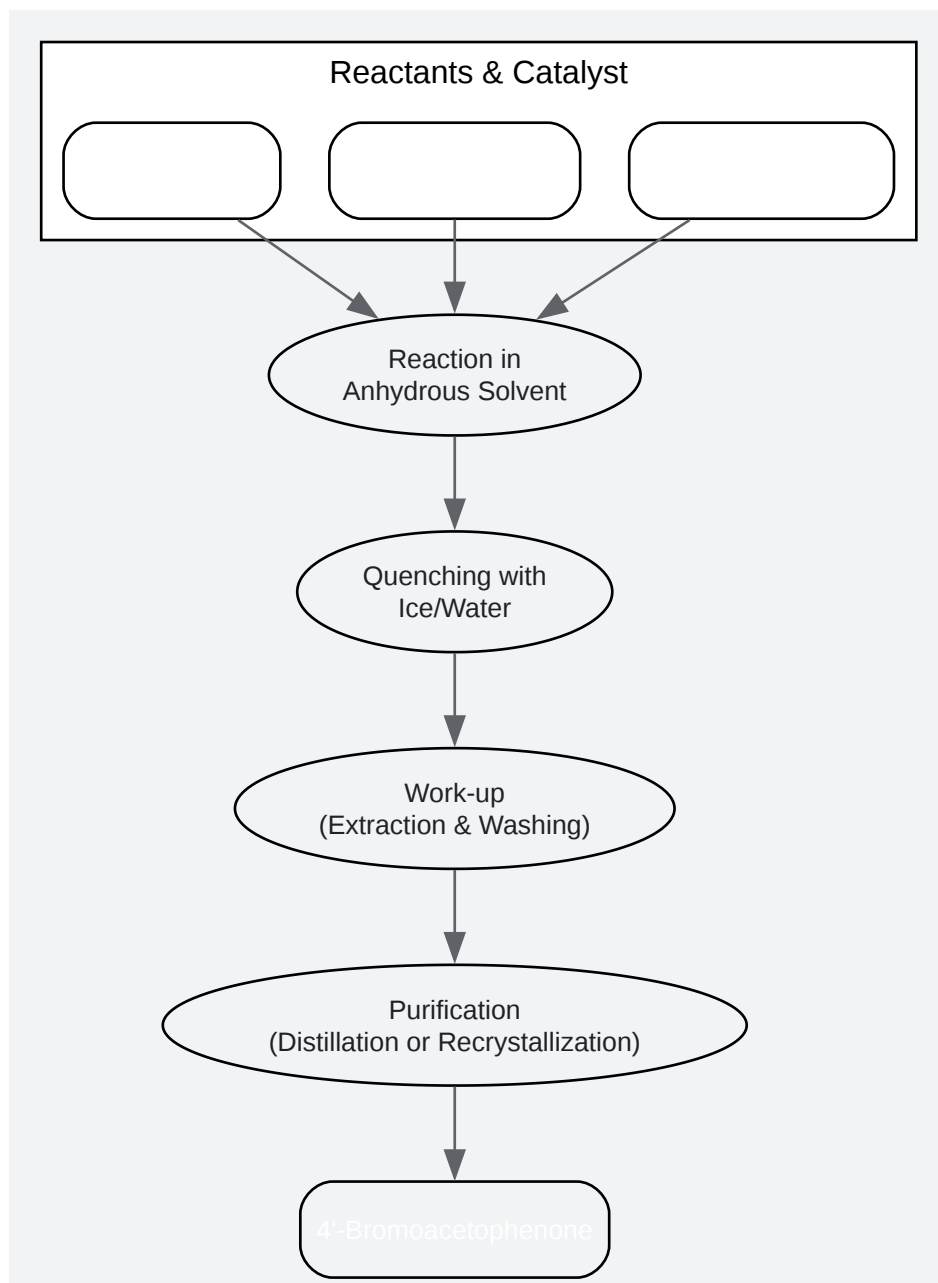 Reactants & Catalyst
Reaction in
Anhydrous Solvent
Quenching with
Ice/Water
Work-up
(Extraction & Washing)
Purification
(Distillation or Recrystallization)
4'-Bromoacetophenone